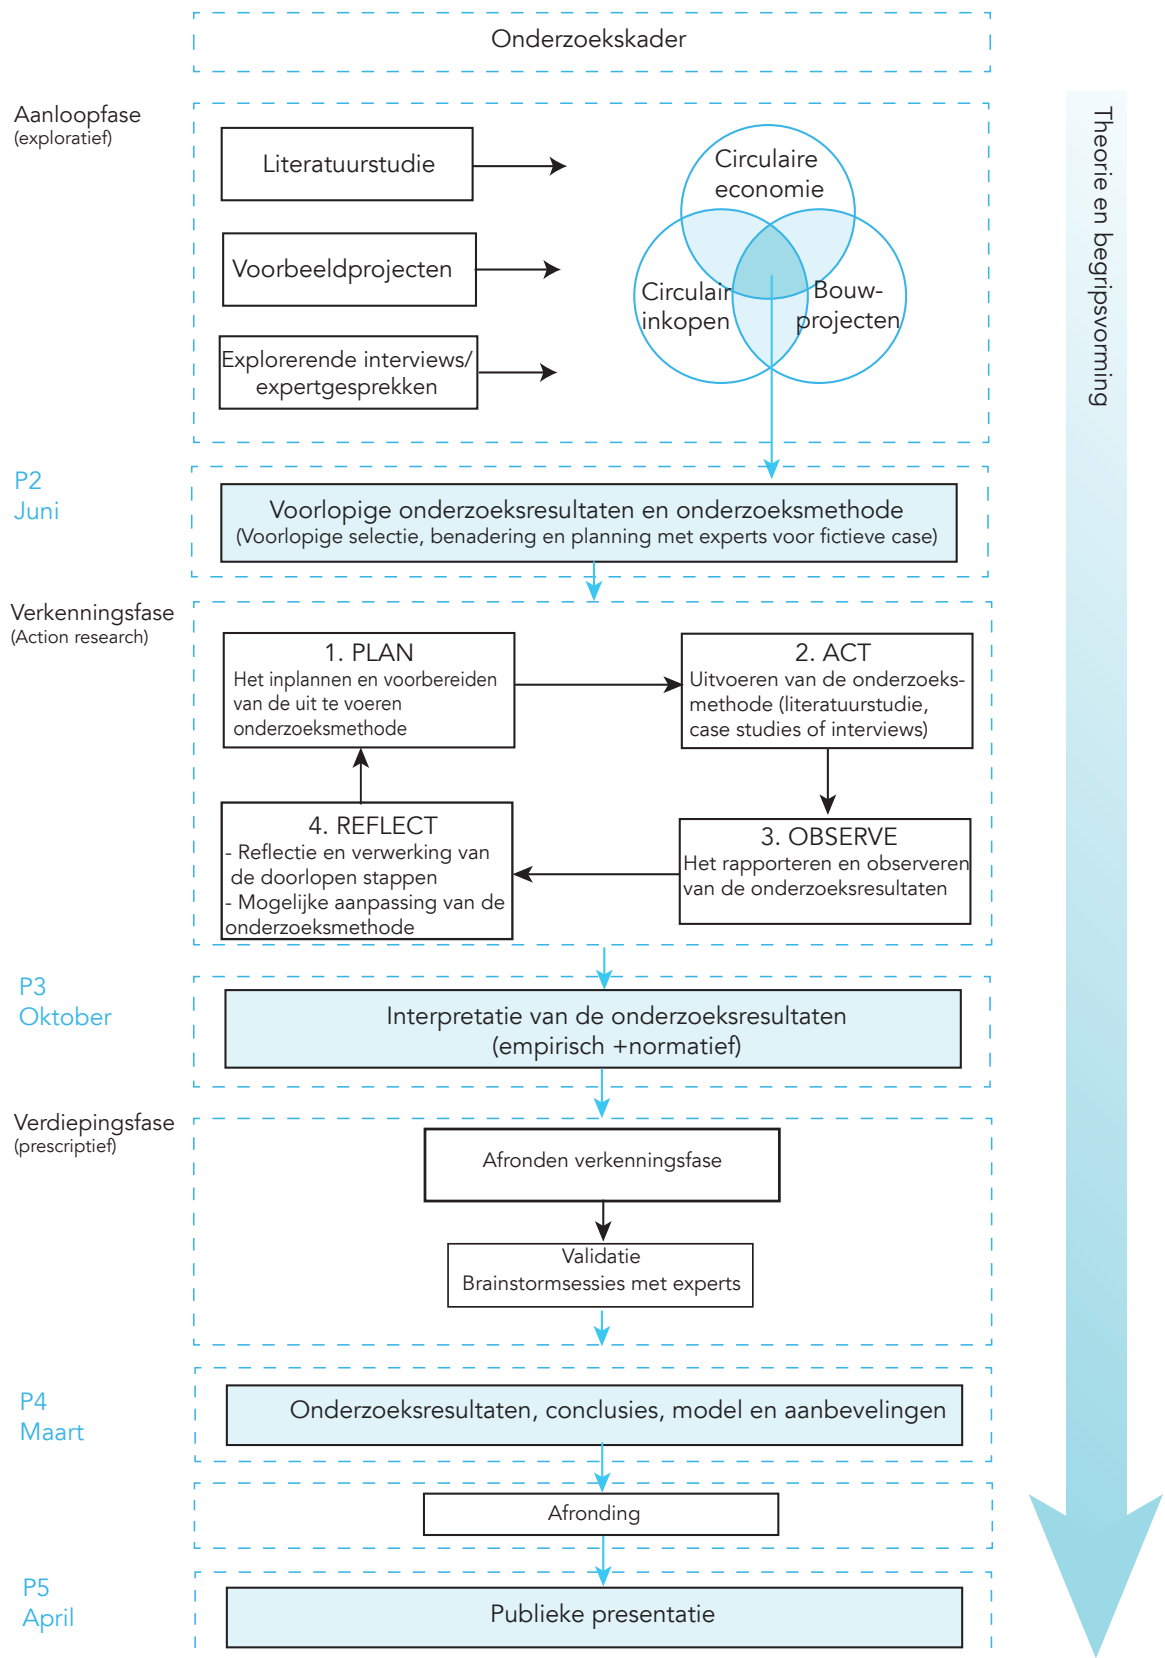 Onderzoekskader
Aanloopfase
(exploratief)
Literatuurstudie
Voorbeeldprojecten
Explorerende interviews/
expertgesprekken
Circulaire
economie
Circulair
inkopen
Bouw-
projecten
Theorie en begripsvorming
P2
Juni
Voorlopige onderzoeksresultaten en onderzoeksmethode
(Voorlopige selectie, benadering en planning met experts voor fictieve case)
Verkenningsfase
(Action research)
1. PLAN
Het inplannen en voorbereiden
van de uit te voeren
onderzoeksmethode
2. ACT
Uitvoeren van de onderzoeks-
methode (literatuurstudie,
case studies of interviews)
3. OBSERVE
Het rapporteren en observeren
van de onderzoeksresultaten
4. REFLECT
- Reflectie en verwerking van
de doorlopen stappen
- Mogelijke aanpassing van de
onderzoeksmethode
P3
Oktober
Interpretatie van de onderzoeksresultaten
(empirisch +normatief)
Verdiepingsfase
(prescriptief)
Afronden verkenningsfase
Validatie
Brainstormsessies met experts
P4
Maart
Onderzoeksresultaten, conclusies, model en aanbevelingen
Afronding
P5
April
Publieke presentatie